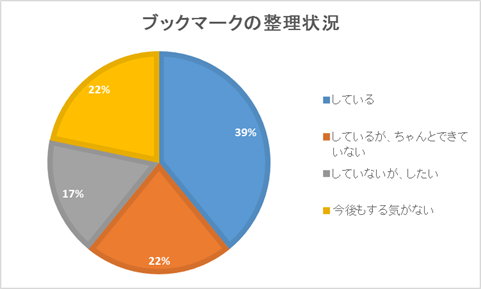 ブックマークの整理状況
39%
22%
17%
22%
している
しているが、ちゃんとできて
いない
していないが、したい
今後もする気がない